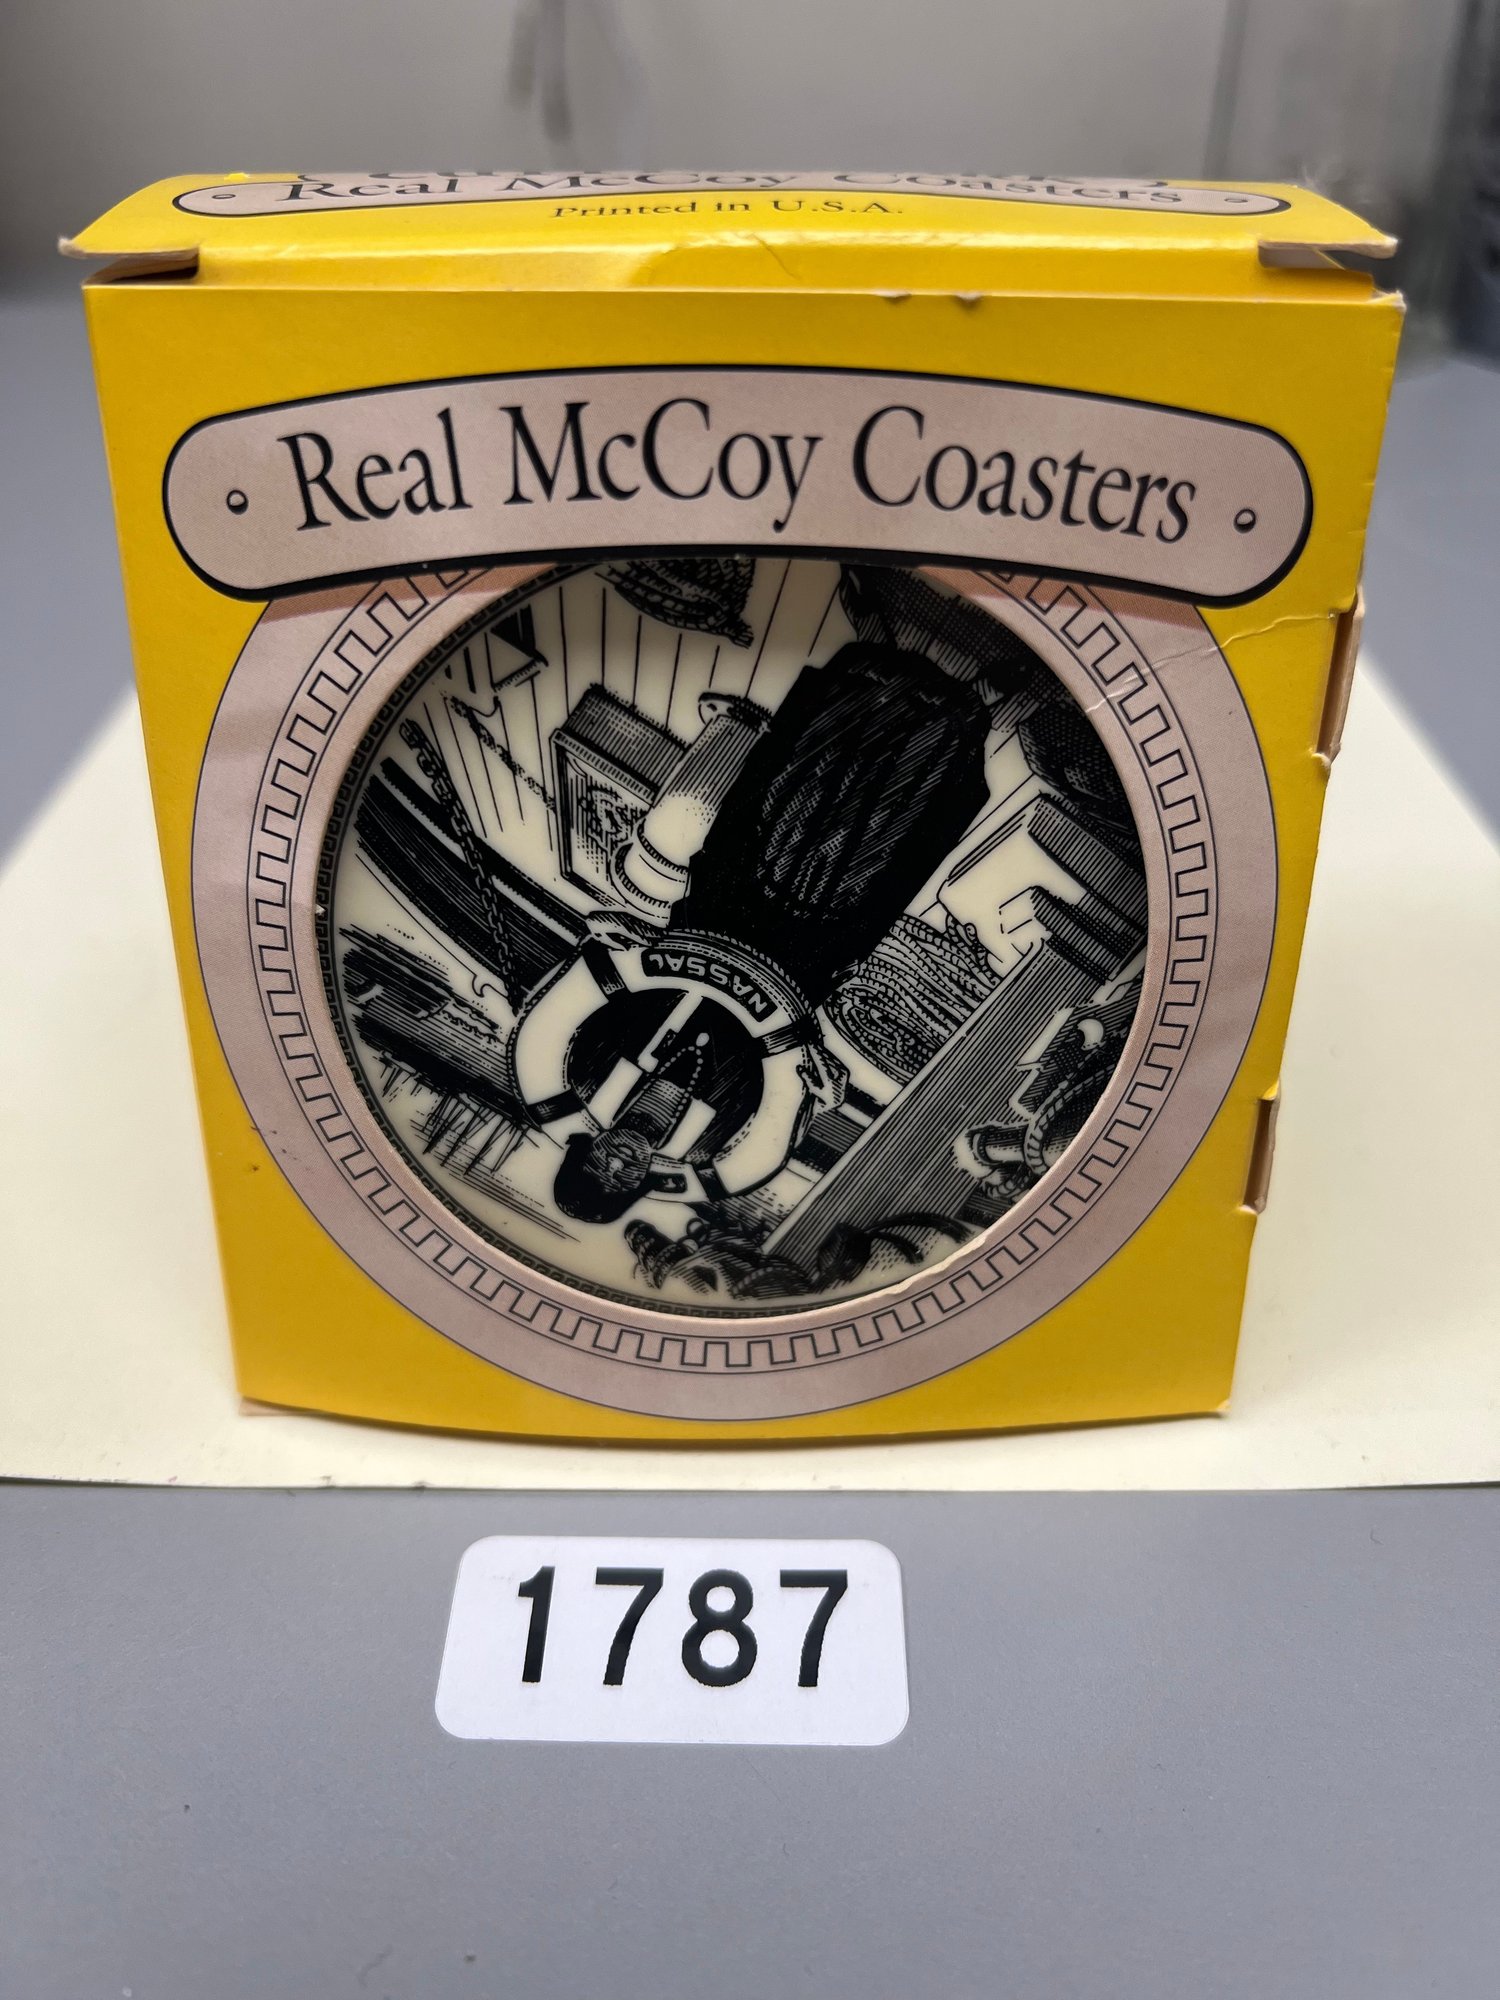 Real McCoy Coasters
Printed in U.S.A.
Real McCoy Coasters
NASSAU
1787